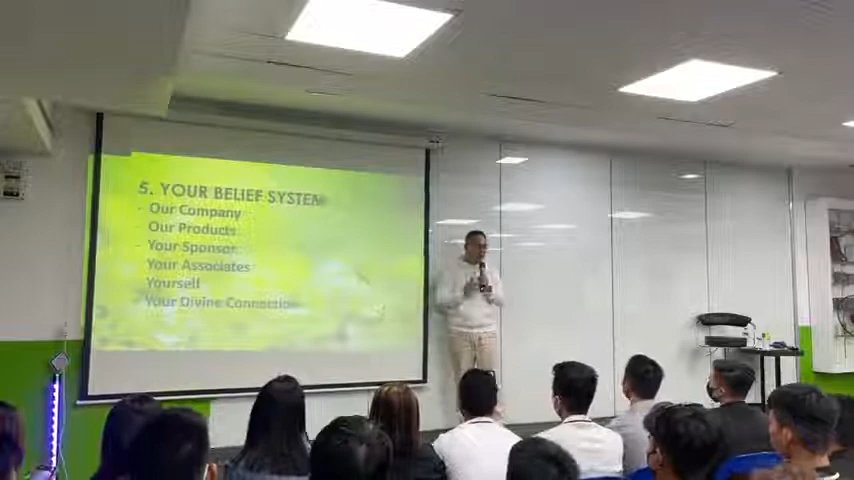 5. YOUR BELIEF SYSTEM
- Our Company
- Our Products
- Your Sponsor
- Your Associates
- Yourself
- Your Divine Connection